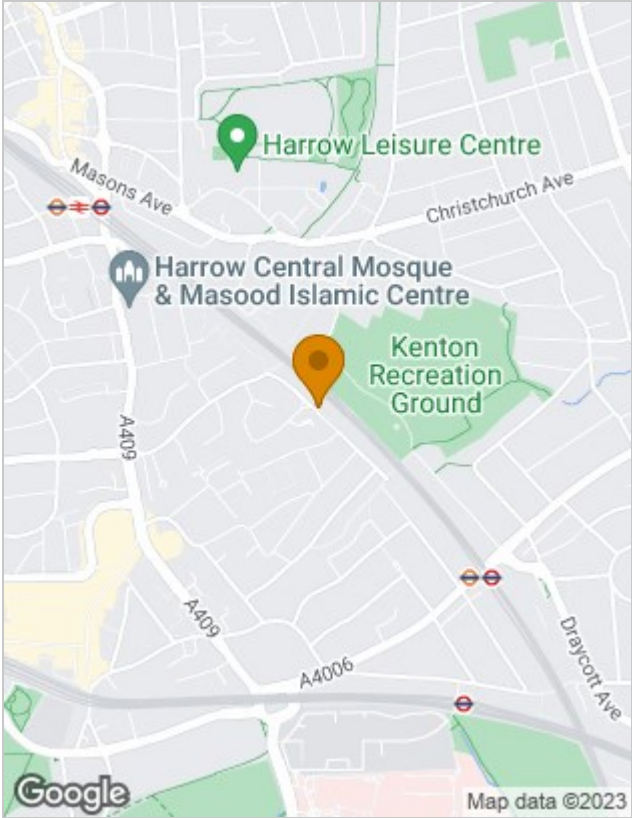 Harrow Leisure Centre
Masons Ave
Christchurch Ave
Harrow Central Mosque
& Masood Islamic Centre
Kenton
Recreation
Ground
A409
A409
Draycott Ave
A4006
Google
Map data ©2023